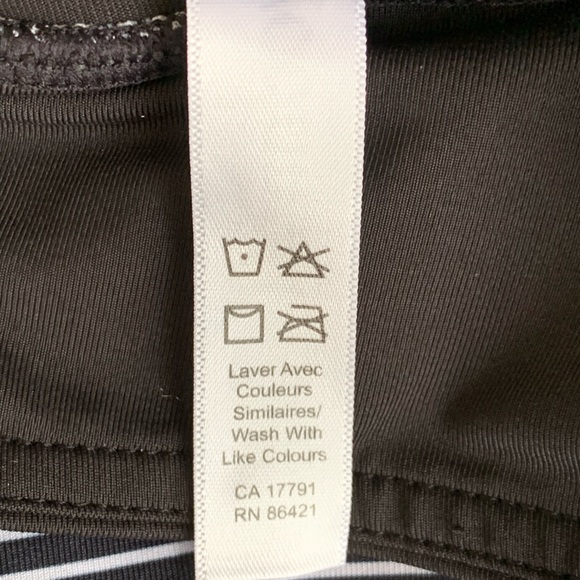 Laver Avec
Couleurs
Similaires/
Wash With
Like Colours
CA 17791
RN 86421